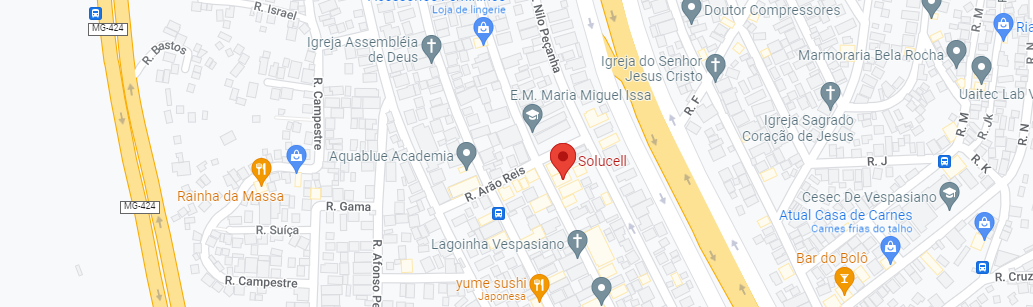 Loja de lingerie
R. Israel
MG-424
R. Bastos
Igreja Assembléia
de Deus
Nilo Peçanha
Doutor Compressores
Igreja do Senhor
Jesus Cristo
Marmoraria Bela Rocha
R. M
Uaitec Lab
R. Campestre
E.M. Maria Miguel Issa
R. F
Igreja Sagrado
Coração de Jesus
R. M
R. Jk
R. N
Aquablue Academia
Solucell
R. J
R. K
Rainha da Massa
R. Arão Reis
MG-424
R. Gama
Cesec De Vespasiano
Atual Casa de Carnes
Carnes frias do talho
R. Suíça
R. Afonso Pe
Lagoinha Vespasiano
Bar do Bolô
R. Campestre
yume sushi
Japonesa
R. Cruz